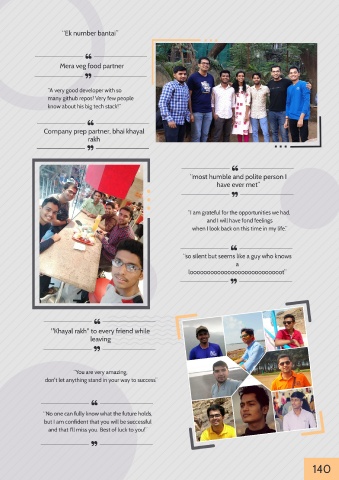 "Ek number bantai"
Mera veg food partner
"A very good developer with so
many github repos! Very few people
know about his big tech stack!"
Company prep partner, bhai khayal
rakh
"most humble and polite person I
have ever met"
"I am grateful for the opportunities we had,
and I will have fond feelings
when I look back on this time in my life."
"so silent but seems like a guy who knows
a
"Khayal rakh" to every friend while
leaving
"You are very amazing,
don't let anything stand in your way to success."
"No one can fully know what the future holds,
but I am confident that you will be successful
and that I'll miss you. Best of luck to you!"
140